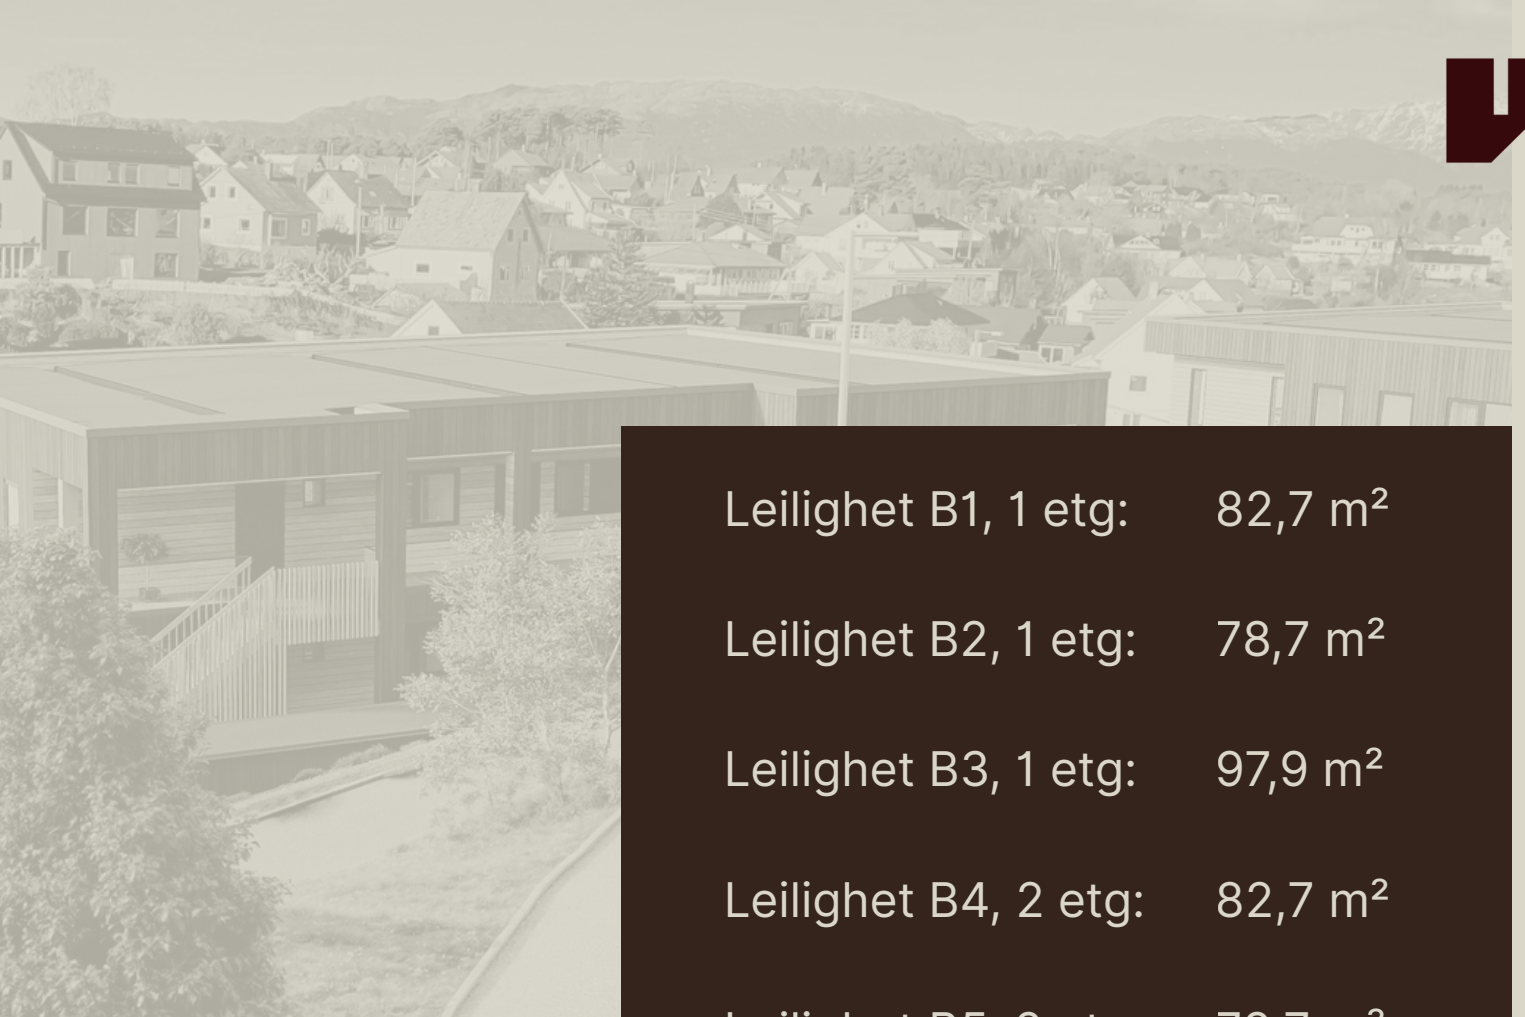 Leilighet B1, 1 etg: 82,7 m²
Leilighet B2, 1 etg: 78,7 m²
Leilighet B3, 1 etg: 97,9 m²
Leilighet B4, 2 etg: 82,7 m²